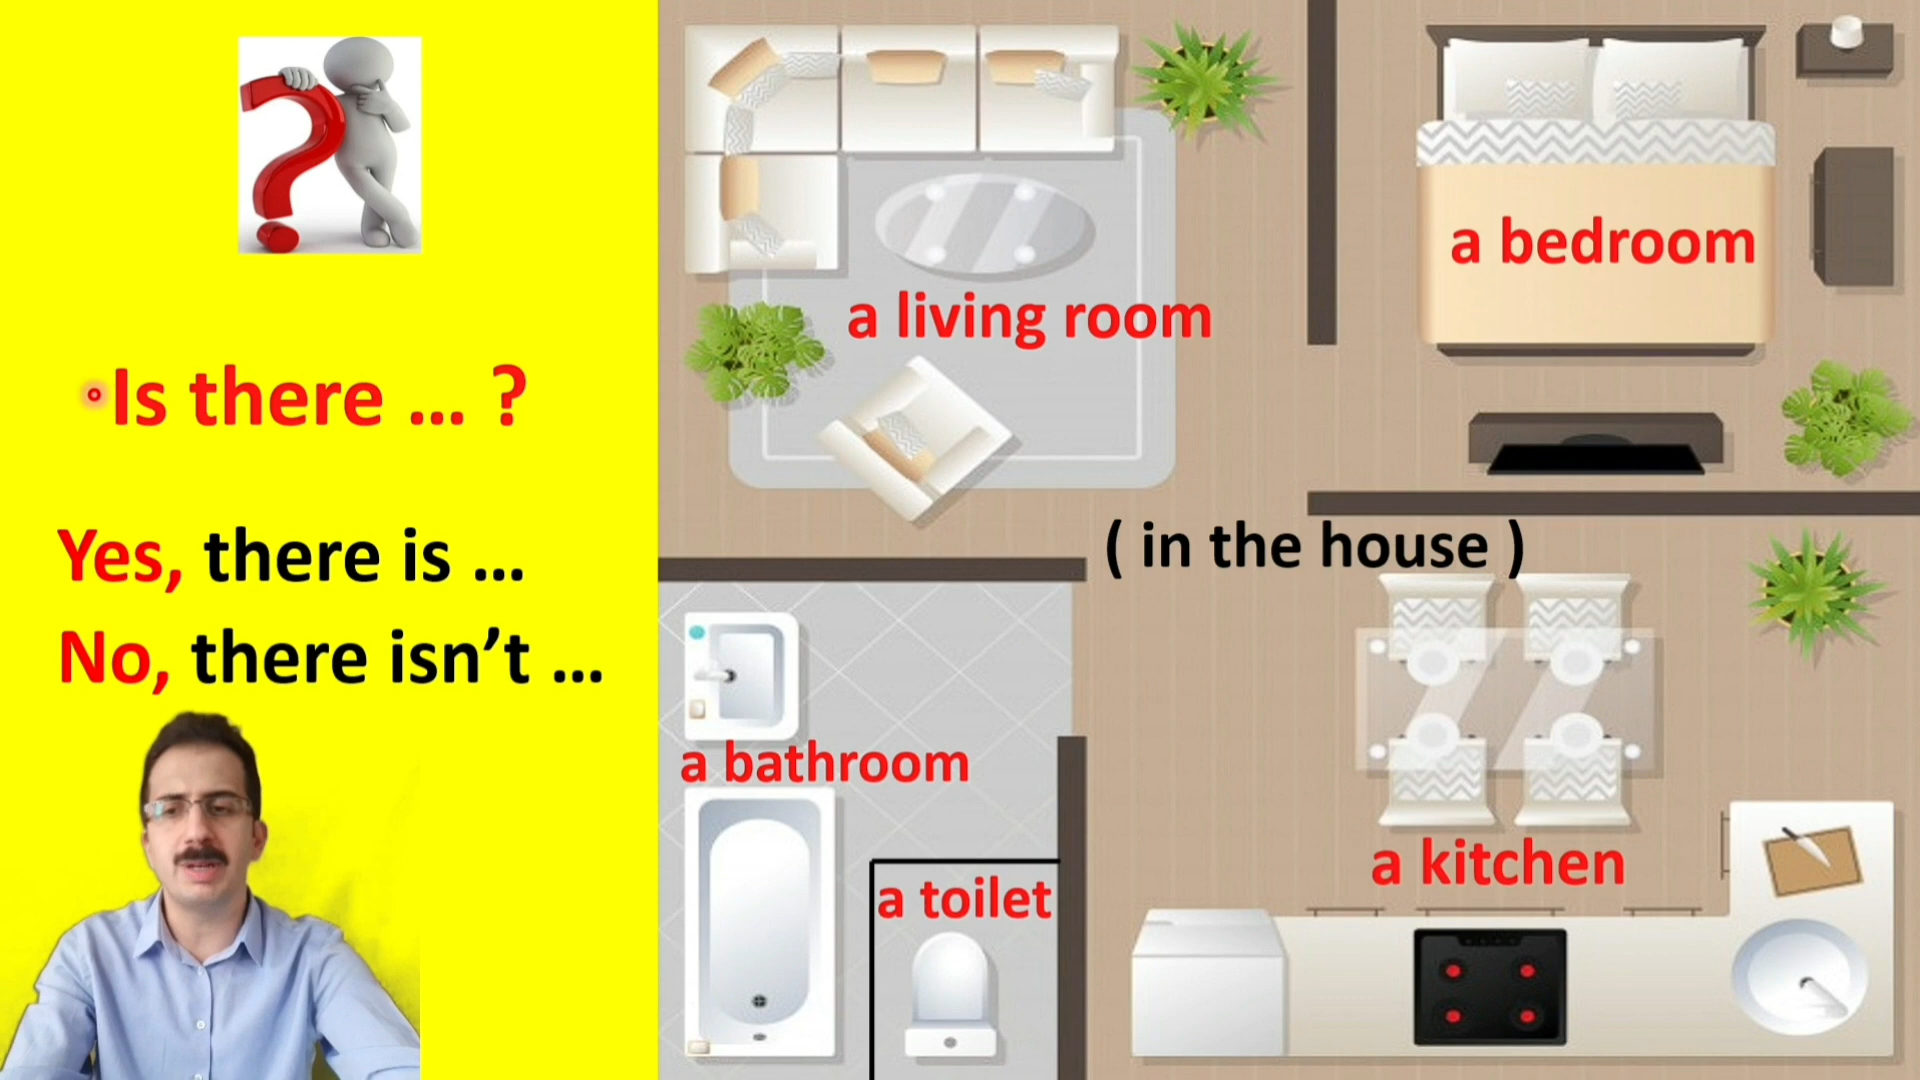 •Is there ... ?
Yes, there is ...
No, there isn’t ...
a living room
a bedroom
( in the house )
a bathroom
a toilet
a kitchen